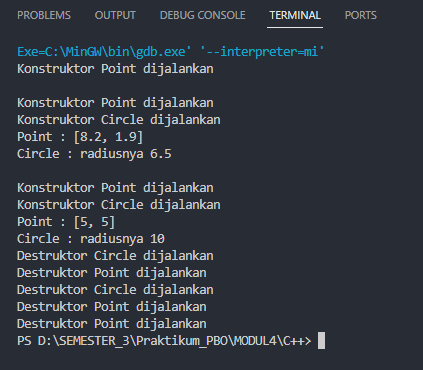 PROBLEMS OUTPUT DEBUG CONSOLE TERMINAL PORTS
Exe=C:\MinGW\bin\gdb.exe' '--interpreter=mi'
Konstruktor Point dijalankan
Konstruktor Point dijalankan
Konstruktor Circle dijalankan
Point : [8.2, 1.9]
Circle : radiusnya 6.5
Konstruktor Point dijalankan
Konstruktor Circle dijalankan
Point : [5, 5]
Circle : radiusnya 10
Destruktor Circle dijalankan
Destruktor Point dijalankan
Destruktor Circle dijalankan
Destruktor Point dijalankan
Destruktor Point dijalankan
PS D:\SEMESTER_3\Praktikum_PBO\MODUL4\C++>